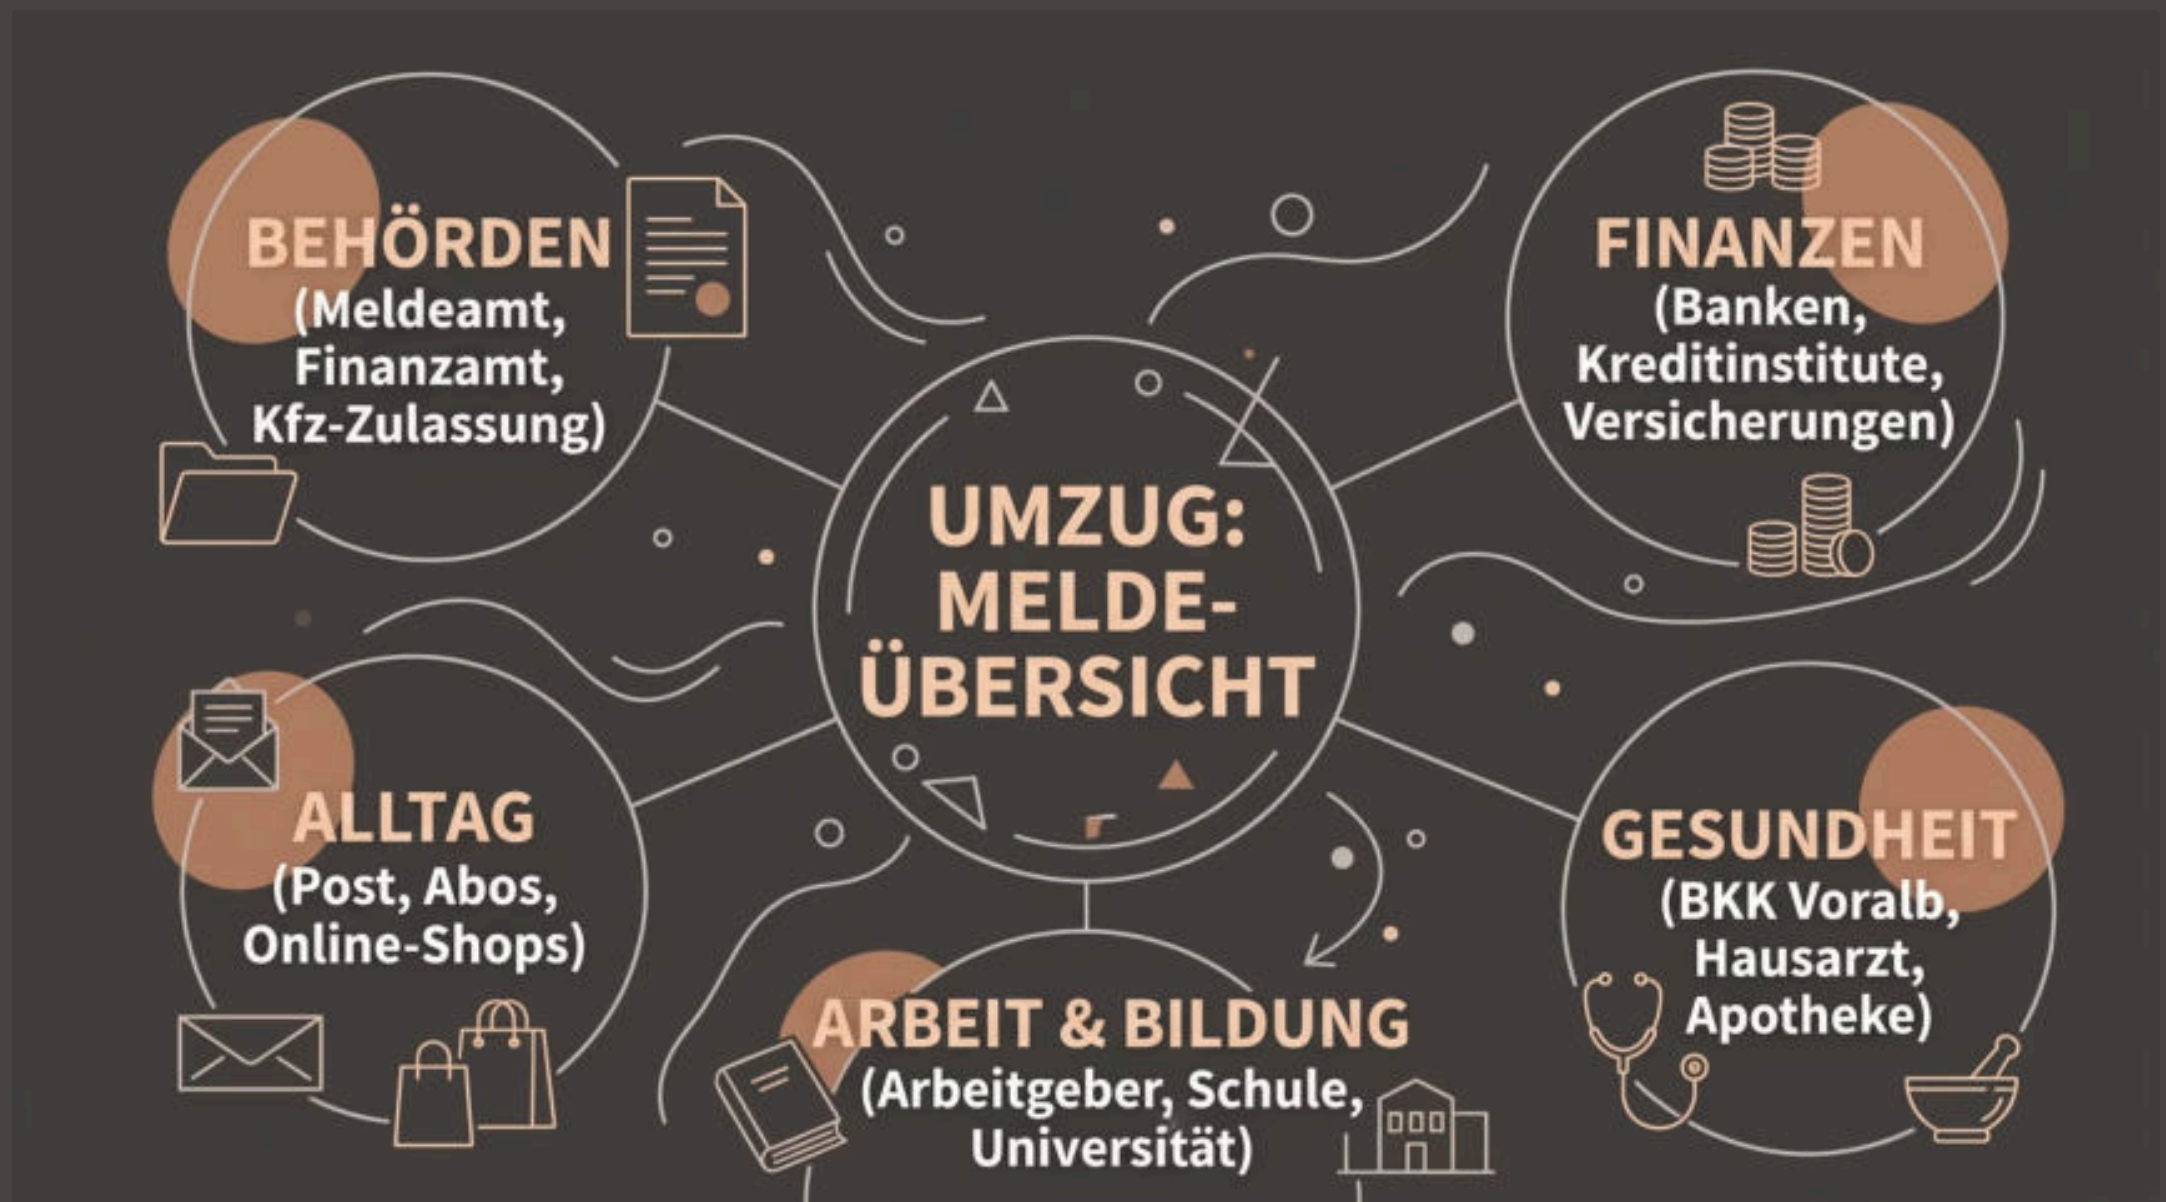 BEHÖRDEN
(Meldeamt,
Finanzamt,
Kfz-Zulassung)
FINANZEN
(Banken,
Kreditinstitute,
Versicherungen)
UMZUG:
MELDE-
ÜBERSICHT
ALLTAG
(Post, Abos,
Online-Shops)
GESUNDHEIT
(BKK Voralb,
Hausarzt,
Apotheke)
ARBEIT & BILDUNG
(Arbeitgeber, Schule,
Universität)